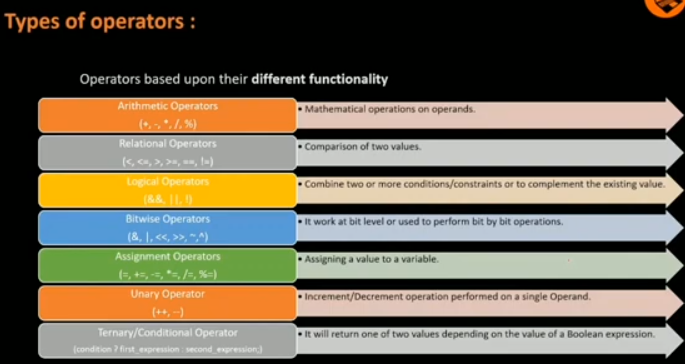 Types of operators :
Operators based upon their different functionality
Arithmetic Operators
(+, -, *, /, %)
• Mathematical operations on operands.
Relational Operators
(<, <=, >, >=, ==, !=)
• Comparison of two values.
Logical Operators
(&&, ||, !)
• Combine two or more conditions/constraints or to complement the existing value.
Bitwise Operators
(&, |, <<, >>, ~,^)
• It work at bit level or used to perform bit by bit operations.
Assignment Operators
(=, +=, -=, *=, /=, %=)
• Assigning a value to a variable.
Unary Operator
(++, --)
• Increment/Decrement operation performed on a single Operand.
Ternary/Conditional Operator
(condition ? first_expression : second_expression;)
• It will return one of two values depending on the value of a Boolean expression.